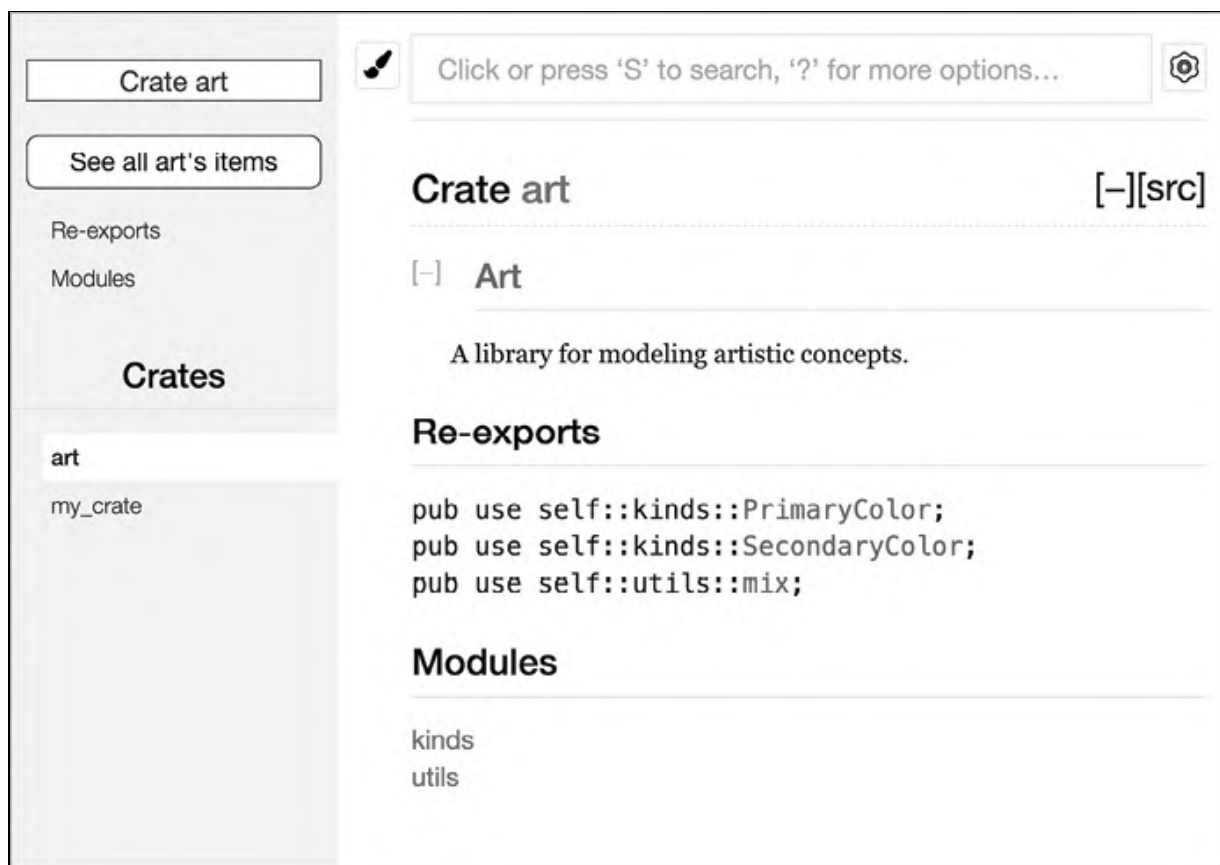 Crate art
See all art's items
Re-exports
Modules
Crates
art
my_crate
Click or press ‘S’ to search, ‘?’ for more options…
Crate art [–][src]
[–] Art
A library for modeling artistic concepts.
Re-exports
pub use self::kinds::PrimaryColor;
pub use self::kinds::SecondaryColor;
pub use self::utils::mix;
Modules
kinds
utils